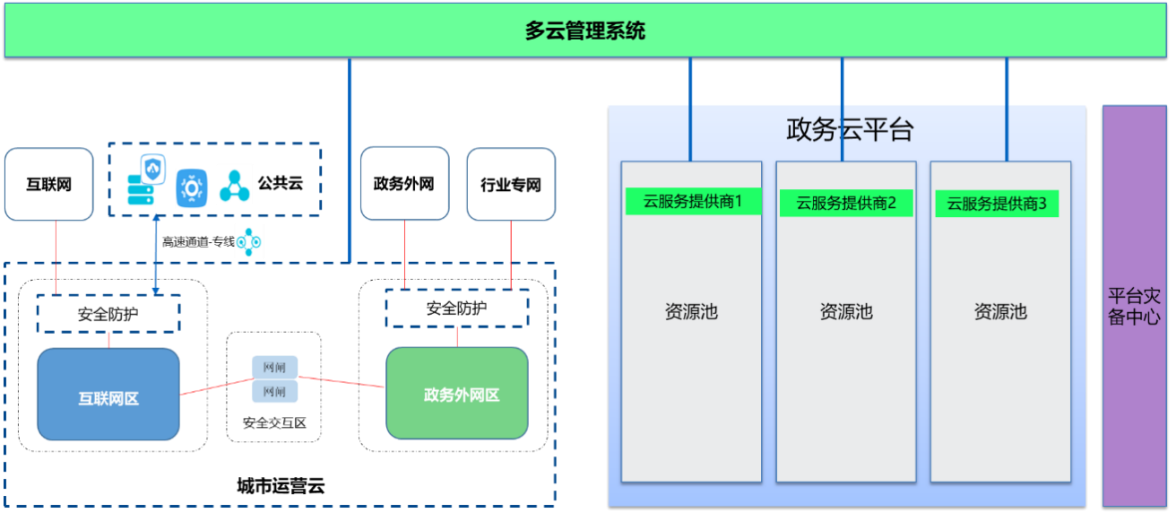 多云管理系统
政务云平台
互联网
公共云
政务外网
行业专网
云服务提供商1
云服务提供商2
云服务提供商3
高速通道-专线
安全防护
安全防护
资源池
资源池
资源池
平台灾
备中心
网闸
网闸
互联网区
政务外网区
安全交互区
城市运营云